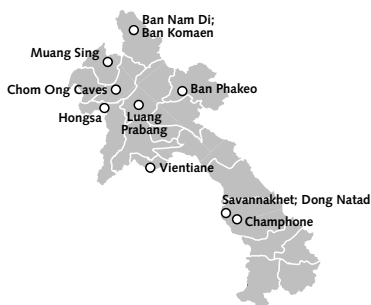 Ban Nam Di;
Ban Komaen
Muang Sing
Chom Ong Caves
Ban Phakeo
Hongsa
Luang
Prabang
Vientiane
Savannakhet; Dong Natad
Champhone